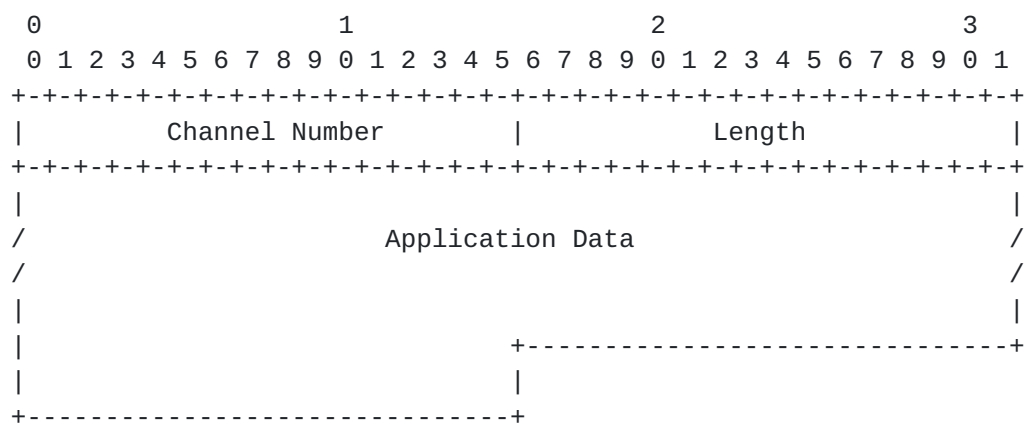 0                   1                   2                   3
 0 1 2 3 4 5 6 7 8 9 0 1 2 3 4 5 6 7 8 9 0 1 2 3 4 5 6 7 8 9 0 1
+-+-+-+-+-+-+-+-+-+-+-+-+-+-+-+-+-+-+-+-+-+-+-+-+-+-+-+-+-+-+-+-+
|         Channel Number        |            Length             |
+-+-+-+-+-+-+-+-+-+-+-+-+-+-+-+-+-+-+-+-+-+-+-+-+-+-+-+-+-+-+-+-+
|                                                               |
/                       Application Data                        /
/                                                               /
|                                                               |
|                               +-------------------------------+
|                               |
+-------------------------------+